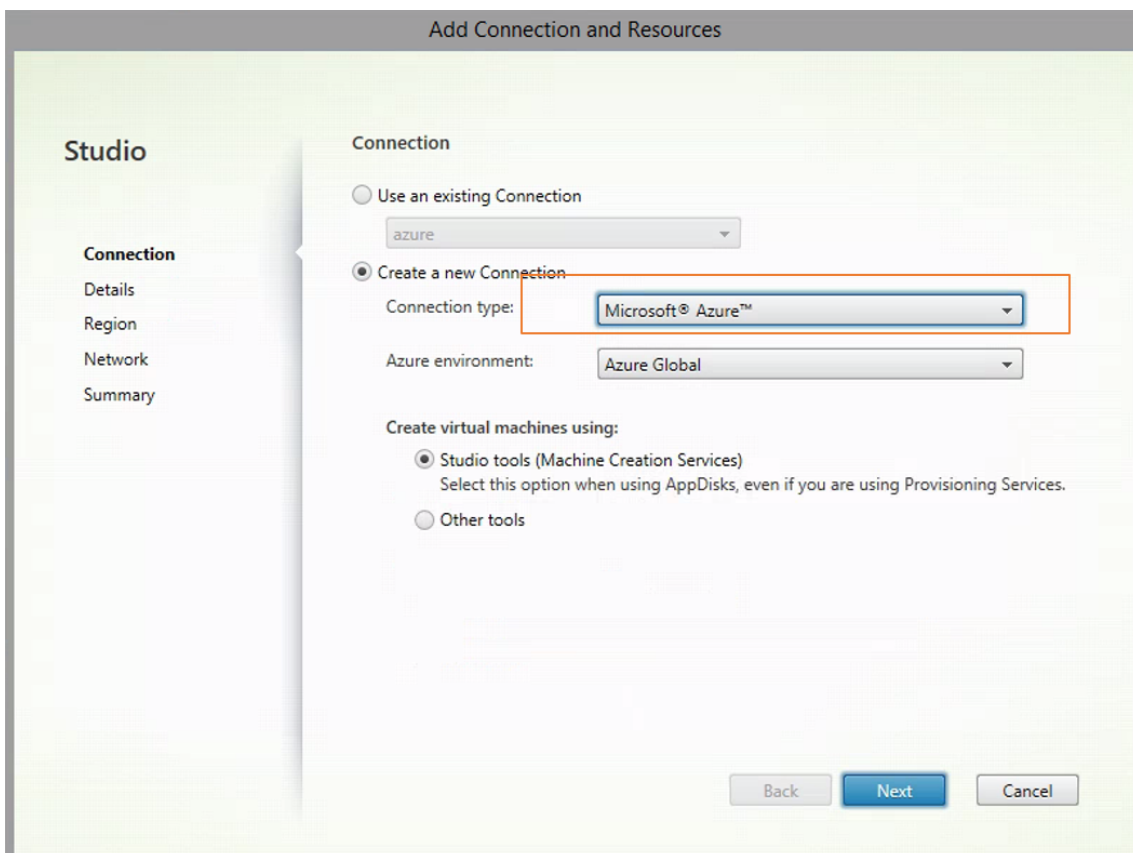 Add Connection and Resources
Studio
Connection
Details
Region
Network
Summary
Connection
Use an existing Connection
azure
Create a new Connection
Connection type:
Microsoft® Azure™
Azure environment:
Azure Global
Create virtual machines using:
Studio tools (Machine Creation Services)
Select this option when using AppDisks, even if you are using Provisioning Services.
Other tools
Back
Next
Cancel